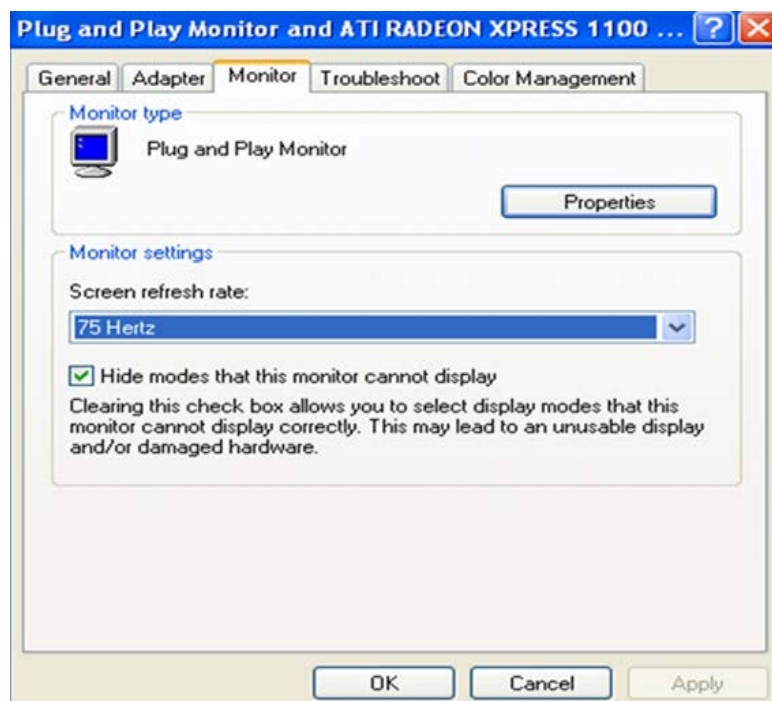 Plug and Play Monitor and ATI RADEON XPRESS 1100 ...
General Adapter Monitor Troubleshoot Color Management
Monitor type
Plug and Play Monitor
Properties
Monitor settings
Screen refresh rate:
75 Hertz
Hide modes that this monitor cannot display
Clearing this check box allows you to select display modes that this
monitor cannot display correctly. This may lead to an unusable display
and/or damaged hardware.
OK Cancel Apply